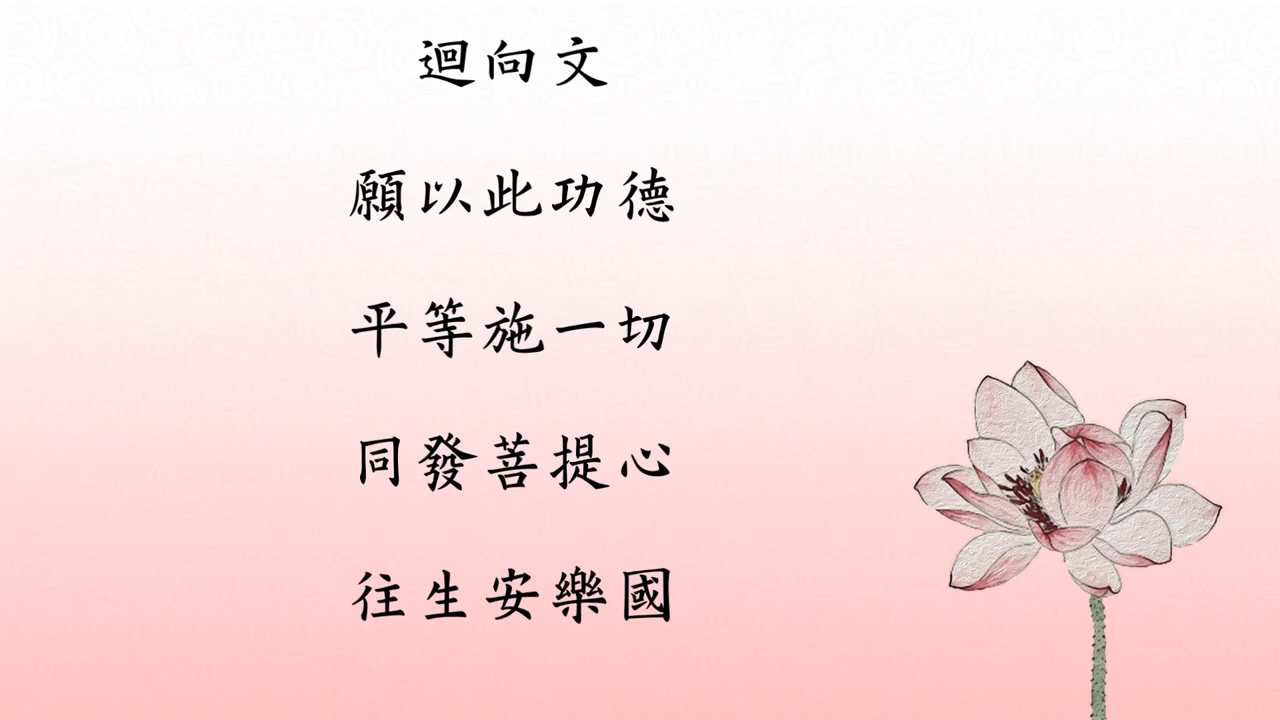 迴向文
願以此功德
平等施一切
同發菩提心
往生安樂國